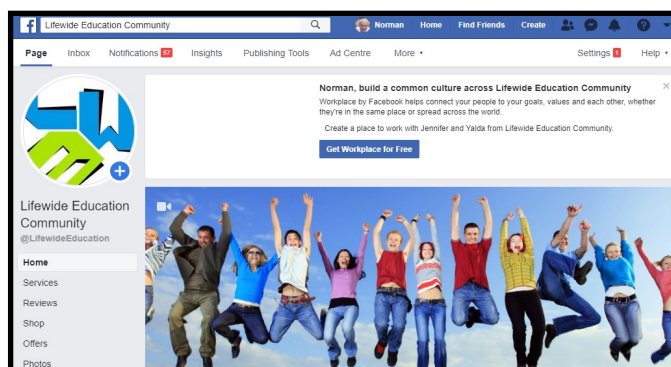 Lifewide Education Community
Norman Home Find Friends Create
Page Inbox Notifications 57 Insights Publishing Tools Ad Centre More Settings 1 Help
Norman, build a common culture across Lifewide Education Community
Workplace by Facebook helps connect your people to your goals, values and each other, whether
they're in the same place or spread across the world.
Create a place to work with Jennifer and Yalda from Lifewide Education Community.
Get Workplace for Free
Lifewide Education
Community
@LifewideEducation
Home
Services
Reviews
Shop
Offers
Photos